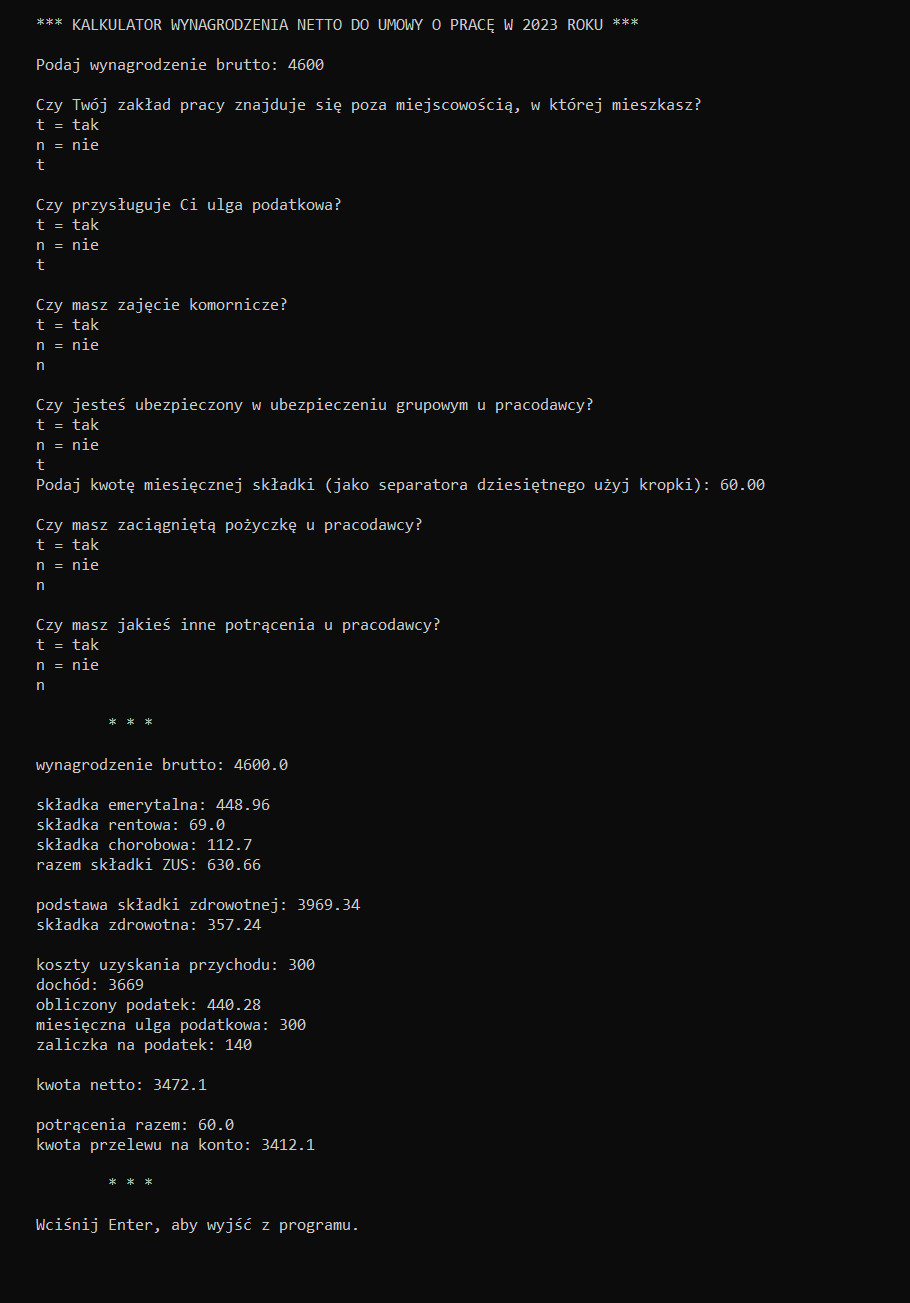 *** KALKULATOR WYNAGRODZENIA NETTO DO UMOWY O PRACĘ W 2023 ROKU ***
Podaj wynagrodzenie brutto: 4600
Czy Twój zakład pracy znajduje się poza miejscowością, w której mieszkasz?
t = tak
n = nie
t
Czy przysługuje Ci ulga podatkowa?
t = tak
n = nie
t
Czy masz zajęcie komornicze?
t = tak
n = nie
n
Czy jesteś ubezpieczony w ubezpieczeniu grupowym u pracodawcy?
t = tak
n = nie
t
Podaj kwotę miesięcznej składki (jako separatora dziesiętnego użyj kropki): 60.00
Czy masz zaciągniętą pożyczkę u pracodawcy?
t = tak
n = nie
n
Czy masz jakieś inne potrącenia u pracodawcy?
t = tak
n = nie
n
* * *
wynagrodzenie brutto: 4600.0
składka emerytalna: 448.96
składka rentowa: 69.0
składka chorobowa: 112.7
razem składki ZUS: 630.66
podstawa składki zdrowotnej: 3969.34
składka zdrowotna: 357.24
koszty uzyskania przychodu: 300
dochód: 3669
obliczony podatek: 440.28
miesięczna ulga podatkowa: 300
zaliczka na podatek: 140
kwota netto: 3472.1
potrącenia razem: 60.0
kwota przelewu na konto: 3412.1
* * *
Wciśnij Enter, aby wyjść z programu.